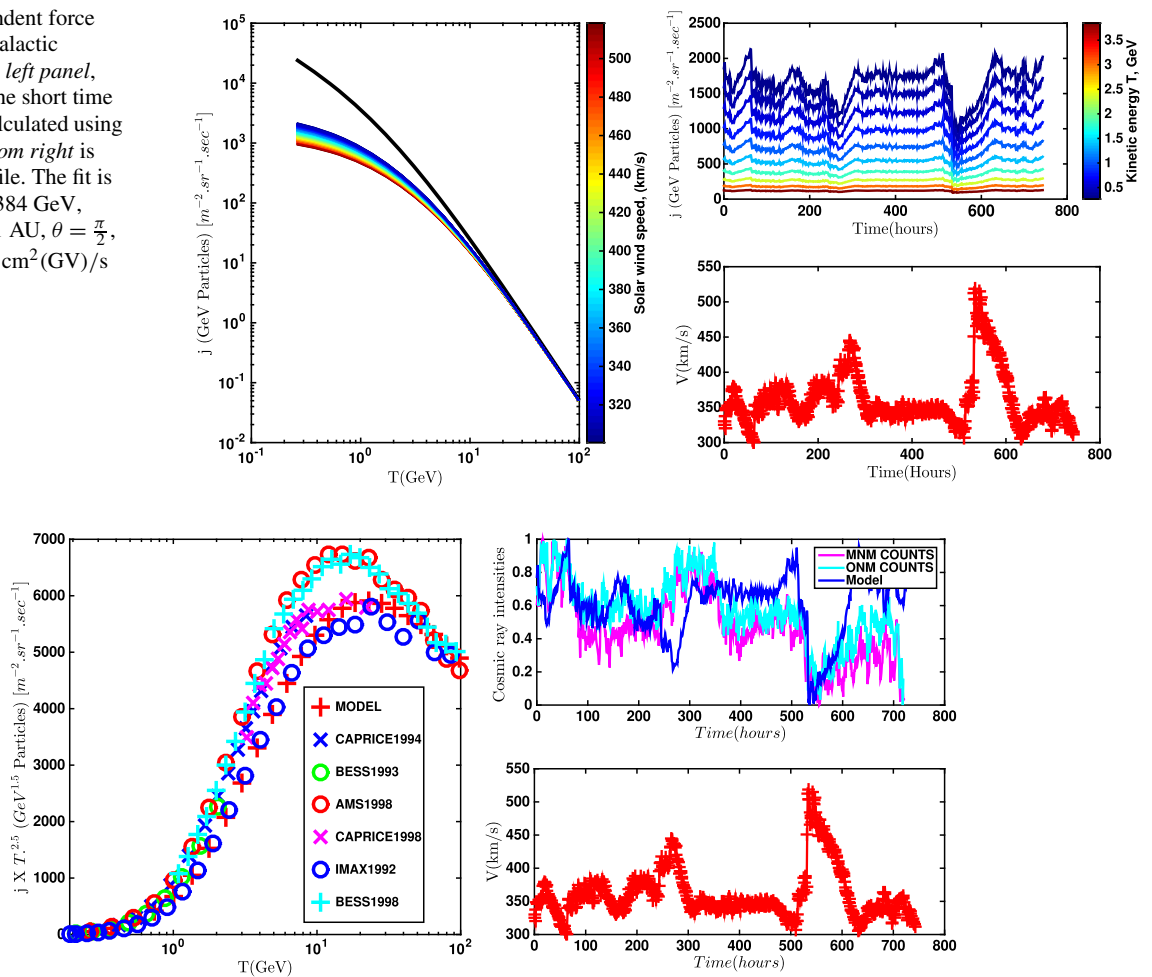 ndent force
alactic
left panel,
ne short time
lculated using
om right is
file. The fit is
384 GeV,
AU, θ = π/2,
cm²(GV)/s
10⁵
10⁴
10³
10²
10¹
10⁰
10⁻¹
10⁻²
j (GeV Particles) [m⁻².sr⁻¹.sec⁻¹]
10⁻¹ 10⁰ 10¹ 10²
T(GeV)
500
480
460
440
420
400
380
360
340
320
Solar wind speed, (km/s)
2500
2000
1500
1000
500
0
j (GeV Particles) [m⁻².sr⁻¹.sec⁻¹]
0 200 400 600 800
Time(hours)
3.5
3
2.5
2
1.5
1
0.5
Kinetic energy T, GeV
550
500
450
400
350
300
V(km/s)
0 200 400 600 800
Time(Hours)
7000
6000
5000
4000
3000
2000
1000
0
j X T.²·⁵ (GeV¹·⁵ Particles) [m⁻².sr⁻¹.sec⁻¹]
MODEL
CAPRICE1994
BESS1993
AMS1998
CAPRICE1998
IMAX1992
BESS1998
10⁰ 10¹ 10²
T(GeV)
1
0.8
0.6
0.4
0.2
0
Cosmic ray intensities
MNM COUNTS
ONM COUNTS
Model
0 100 200 300 400 500 600 700 800
Time(hours)
550
500
450
400
350
300
V(km/s)
0 100 200 300 400 500 600 700 800
Time(hours)